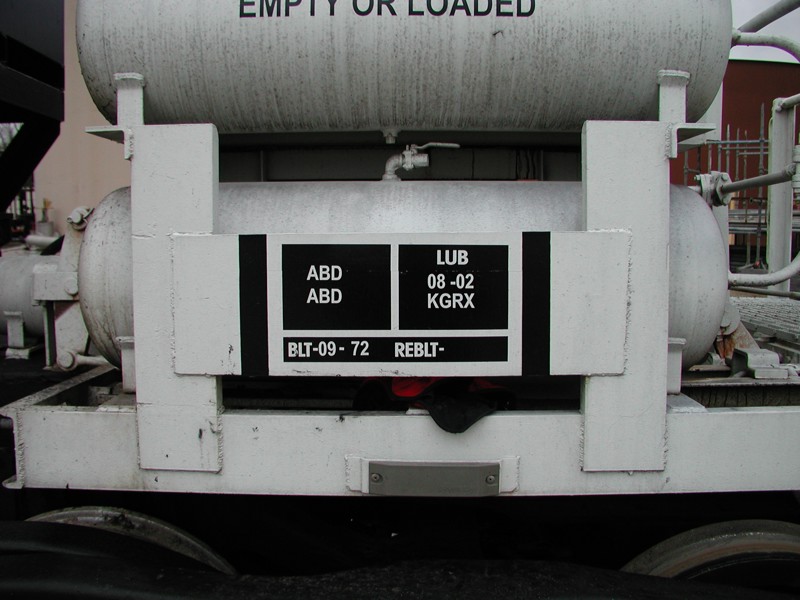 EMPTY OR LOADED
ABD
ABD
LUB
08 -02
KGRX
BLT-09- 72 REBLT-